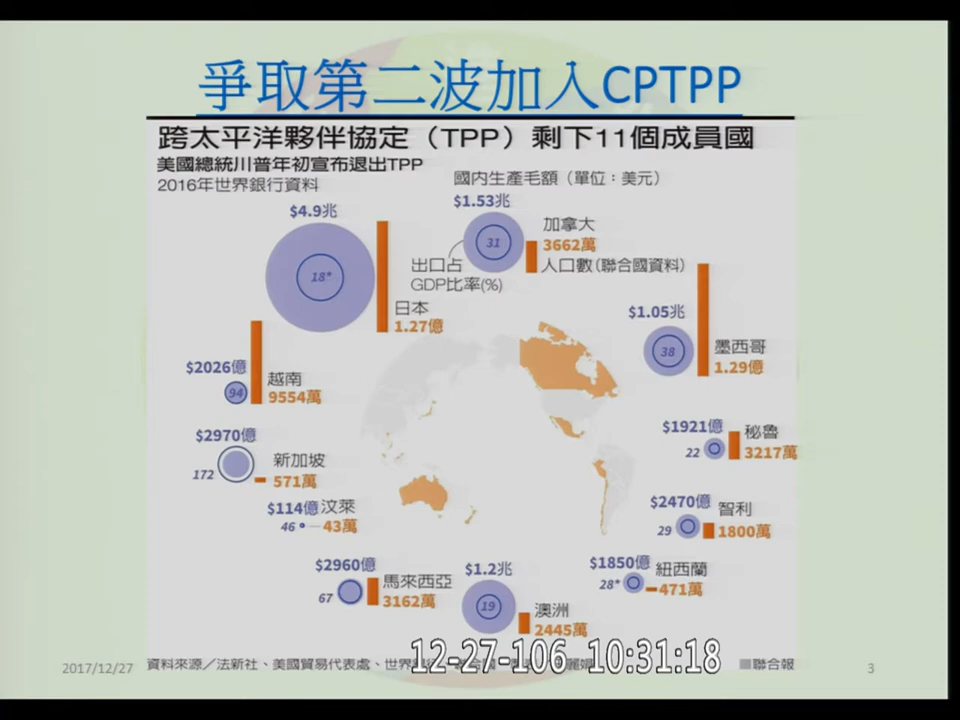 爭取第二波加入CPTPP
跨太平洋夥伴協定（TPP）剩下11個成員國
美國總統川普年初宣布退出TPP
2016年世界銀行資料
國內生產毛額（單位：美元）
$4.9兆
18*
日本
1.27億
$1.53兆
31
加拿大
3662萬
出口占
GDP比率(%)
人口數(聯合國資料)
$1.05兆
38
墨西哥
1.29億
$2026億
94
越南
9554萬
$1921億
22
秘魯
3217萬
$2970億
172
新加坡
571萬
$2470億
29
智利
1800萬
$114億
46
汶萊
43萬
$1850億
28*
紐西蘭
471萬
$2960億
67
馬來西亞
3162萬
$1.2兆
19
澳洲
2445萬
2017/12/27
資料來源／法新社、美國貿易代表處、世界
12-27-106 10:31:18
聯合報
3